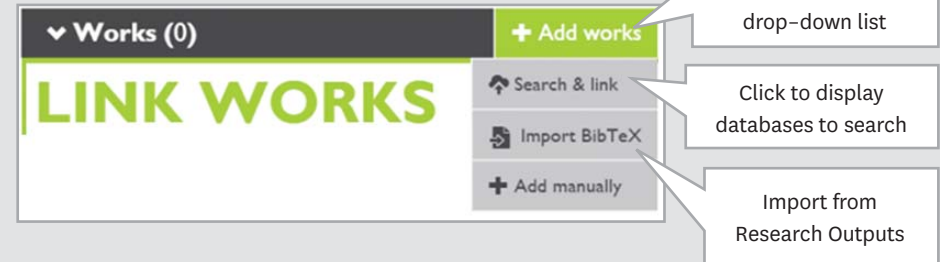 Works (0)
+ Add works
drop-down list
LINK WORKS
Search & link
Click to display
databases to search
Import BibTeX
+ Add manually
Import from
Research Outputs